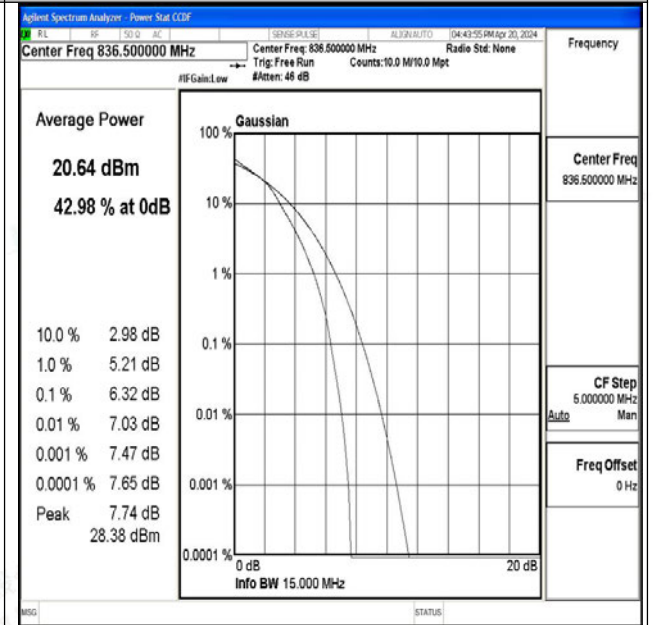 Agilent Spectrum Analyzer - Power Stat CCDF
RL RF 50 Ω AC SENSE:PULSE ALIGN AUTO 04:43:55 PM Apr 20, 2024
Center Freq 836.500000 MHz
Center Freq: 836.500000 MHz Radio Std: None
Trig: Free Run Counts:10.0 M/10.0 Mpt
#IFGain:Low #Atten: 46 dB
Frequency
Average Power
20.64 dBm
42.98 % at 0dB
10.0 % 2.98 dB
1.0 % 5.21 dB
0.1 % 6.32 dB
0.01 % 7.03 dB
0.001 % 7.47 dB
0.0001 % 7.65 dB
Peak 7.74 dB
28.38 dBm
Gaussian
100 %
10 %
1 %
0.1 %
0.01 %
0.001 %
0.0001 %
0 dB 20 dB
Info BW 15.000 MHz
Center Freq
836.500000 MHz
CF Step
5.000000 MHz
Auto Man
Freq Offset
0 Hz
MSG STATUS